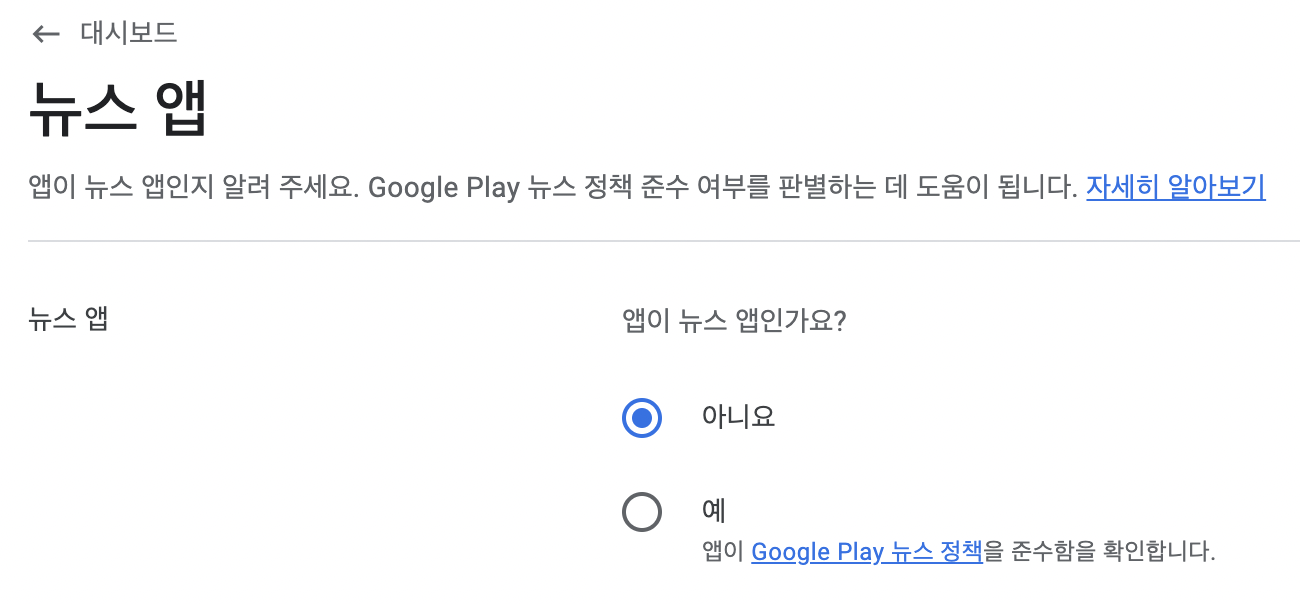 ← 대시보드
뉴스 앱
앱이 뉴스 앱인지 알려 주세요. Google Play 뉴스 정책 준수 여부를 판별하는 데 도움이 됩니다. 자세히 알아보기
뉴스 앱
앱이 뉴스 앱인가요?
아니요
예
앱이 Google Play 뉴스 정책을 준수함을 확인합니다.